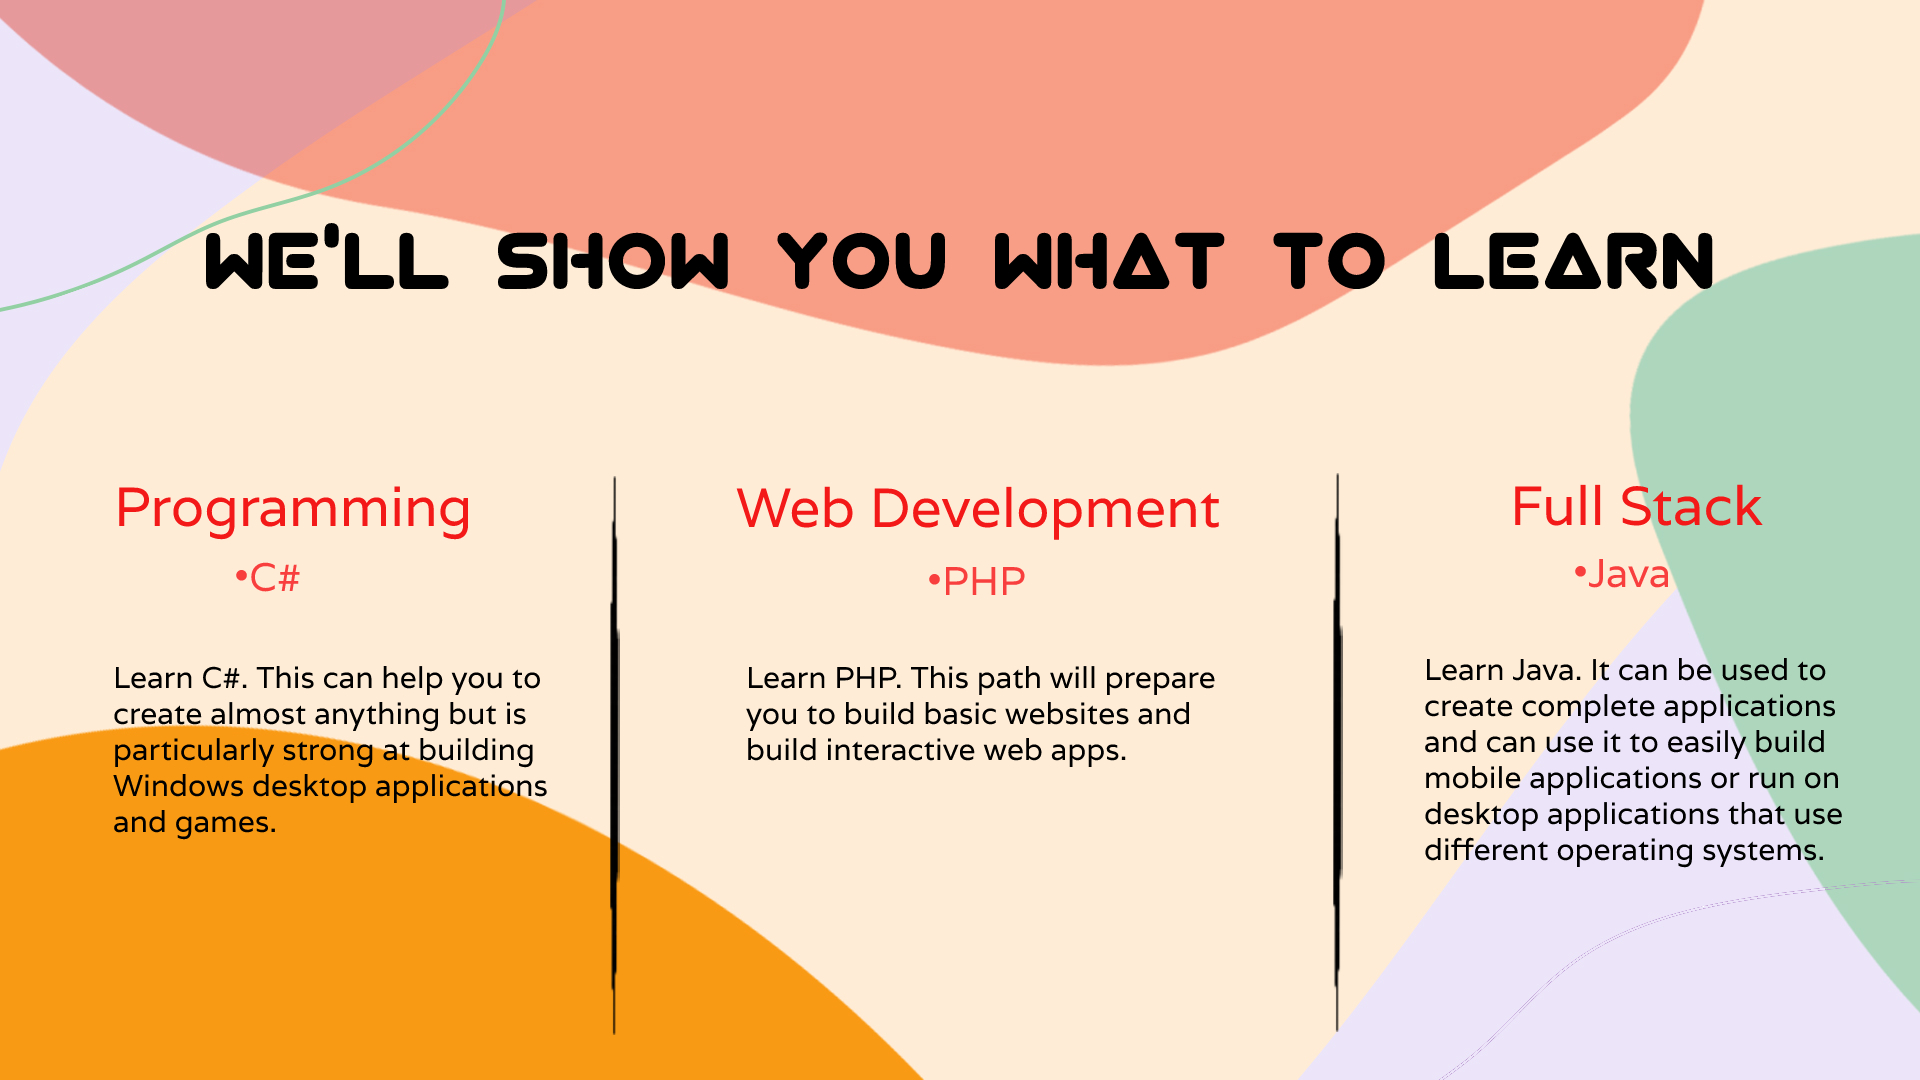 WE'LL SHOW YOU WHAT TO LEARN
Programming
•C#
Learn C#. This can help you to
create almost anything but is
particularly strong at building
Windows desktop applications
and games.
Web Development
•PHP
Learn PHP. This path will prepare
you to build basic websites and
build interactive web apps.
Full Stack
•Java
Learn Java. It can be used to
create complete applications
and can use it to easily build
mobile applications or run on
desktop applications that use
different operating systems.